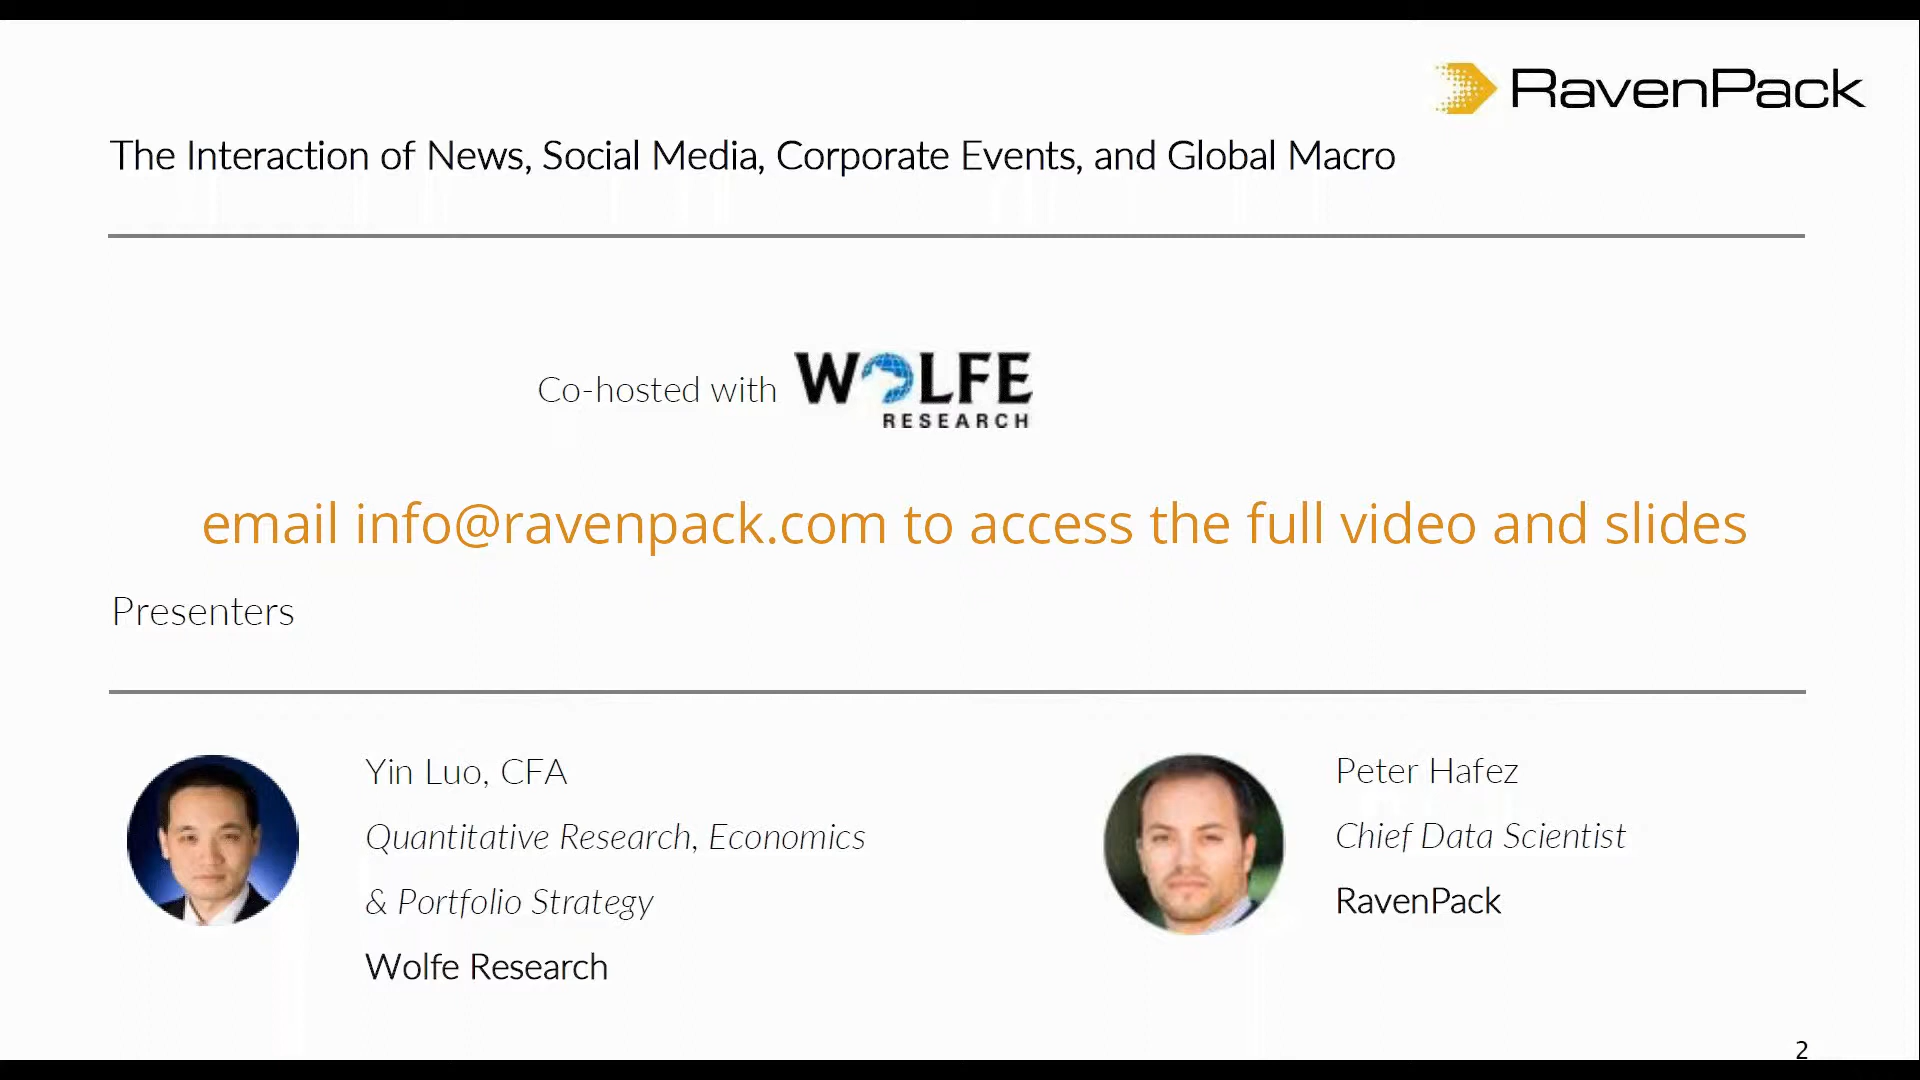 RavenPack
The Interaction of News, Social Media, Corporate Events, and Global Macro
Co-hosted with
WOLFE
RESEARCH
email info@ravenpack.com to access the full video and slides
Presenters
Yin Luo, CFA
Quantitative Research, Economics
& Portfolio Strategy
Wolfe Research
Peter Hafez
Chief Data Scientist
RavenPack
2